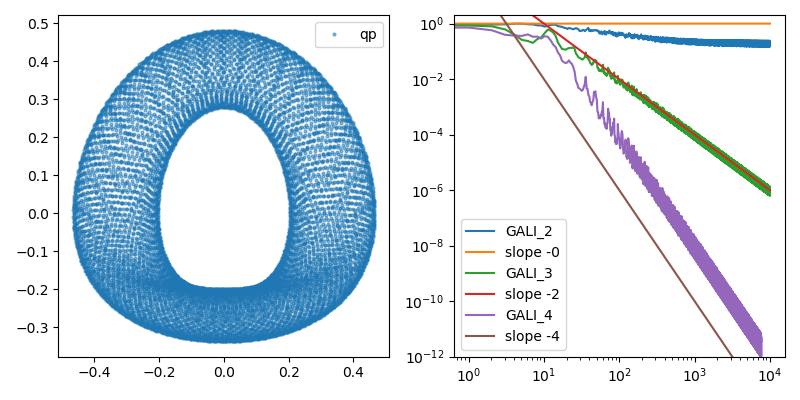 qp
0.5
0.4
0.3
0.2
0.1
0.0
−0.1
−0.2
−0.3
−0.4 −0.2 0.0 0.2 0.4
10^0
10^−2
10^−4
10^−6
10^−8
10^−10
10^−12
GALI_2
slope -0
GALI_3
slope -2
GALI_4
slope -4
10^0 10^1 10^2 10^3 10^4